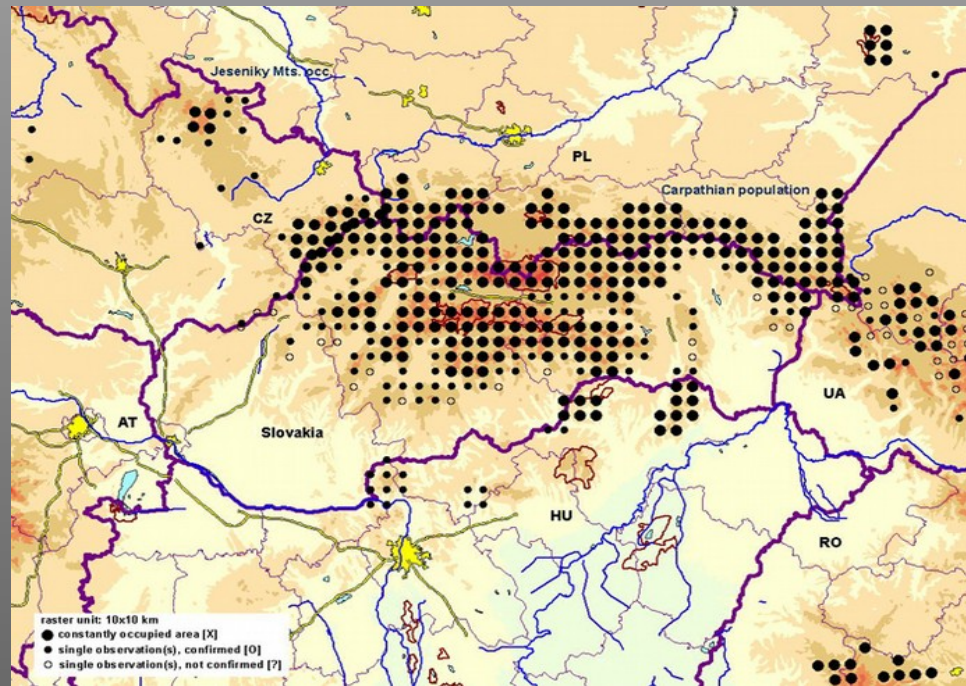 Jeseniky Mts. occ.
PL
Carpathian population
CZ
UA
AT
Slovakia
HU
RO
raster unit: 10x10 km
constantly occupied area [X]
single observation(s), confirmed [O]
single observation(s), not confirmed [?]